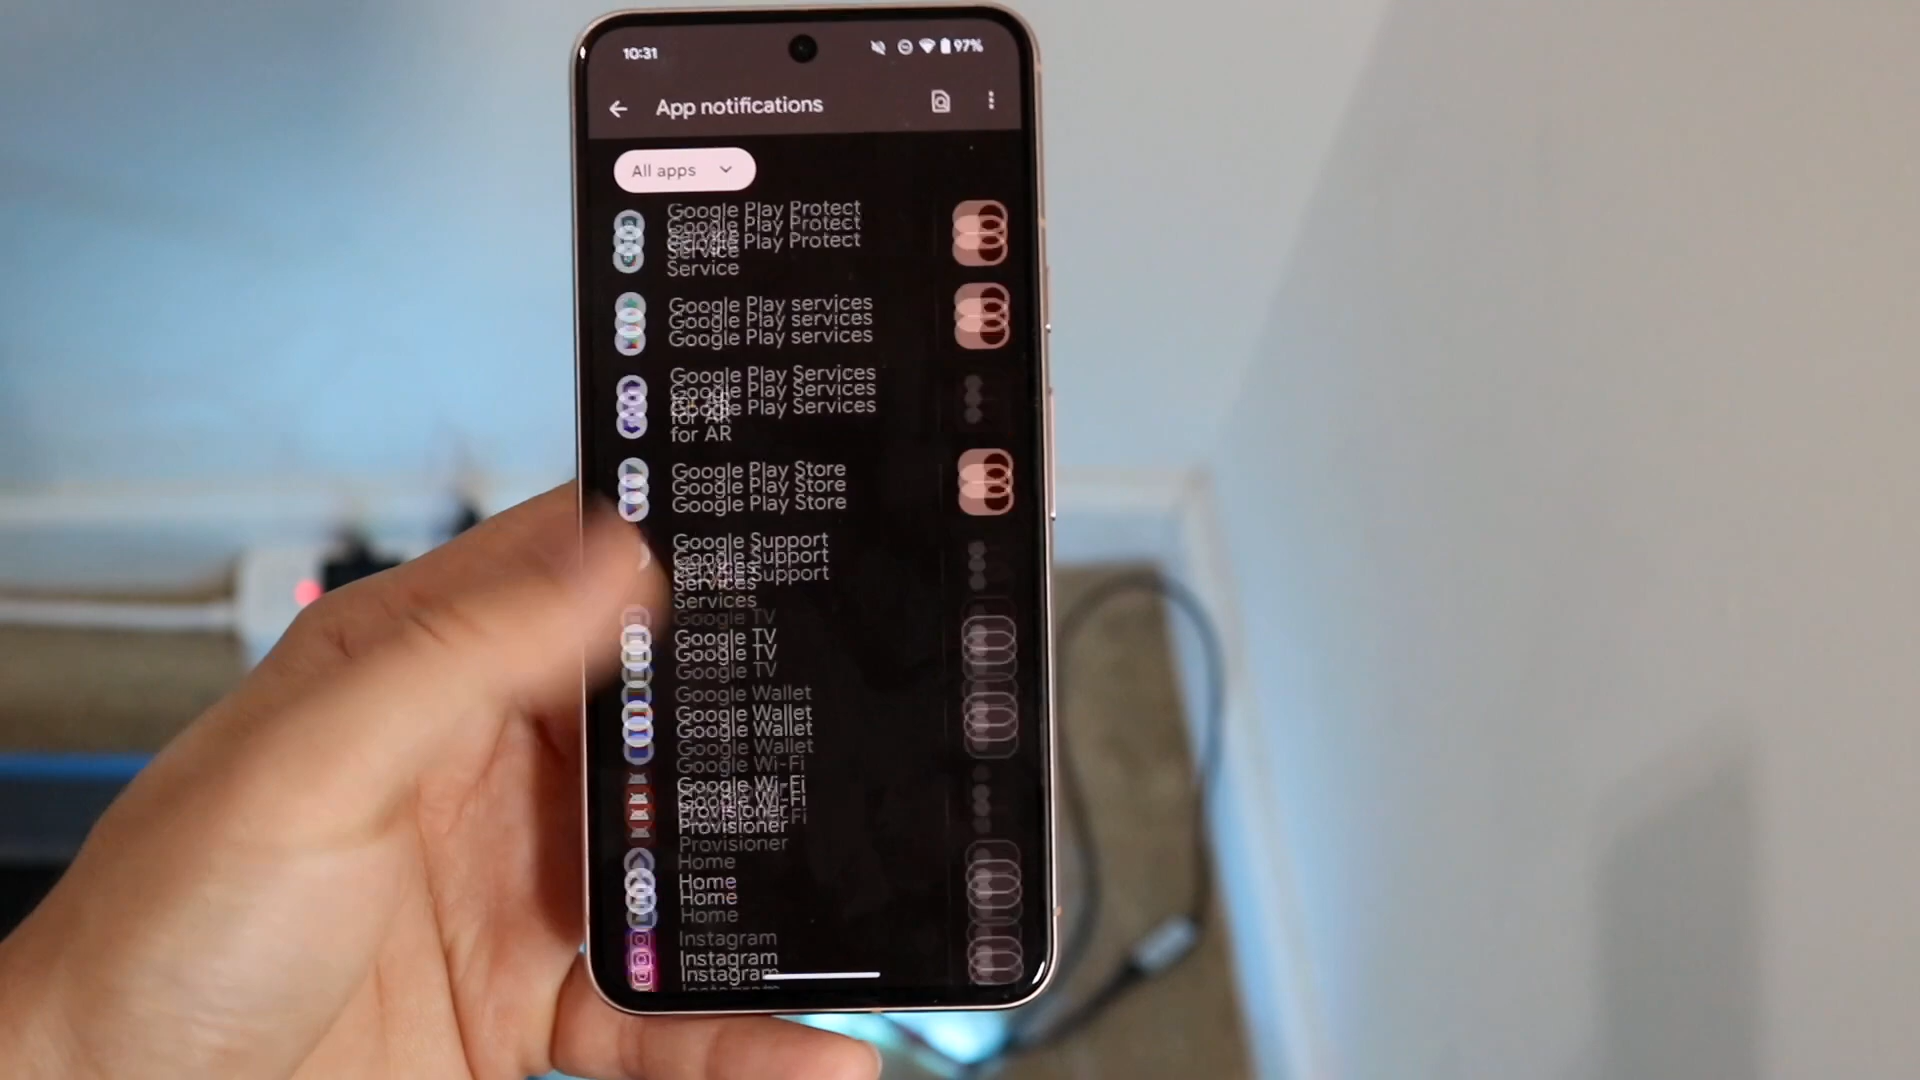 10:31
97%
App notifications
All apps
Google Play Protect
Service
Google Play services
Google Play Services
for AR
Google Play Store
Google Support
Services
Google TV
Google Wallet
Google Wi-Fi
Provisioner
Home
Instagram